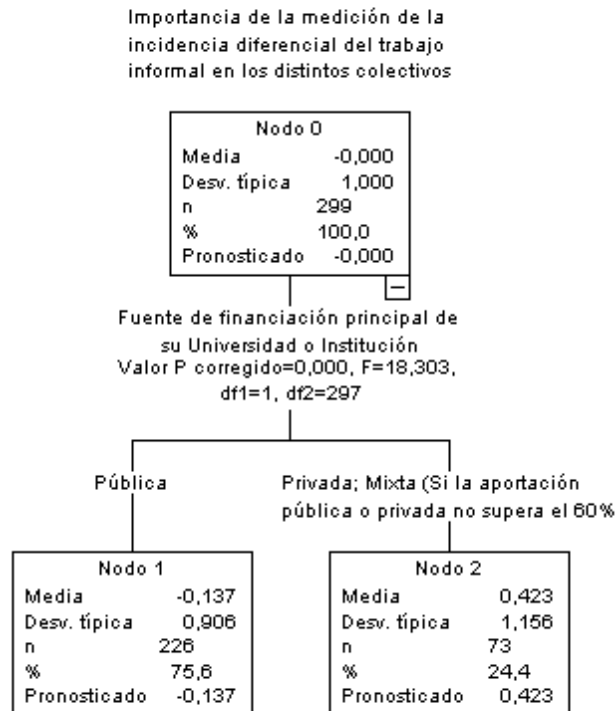 Importancia de la medición de la
incidencia diferencial del trabajo
informal en los distintos colectivos
Nodo 0
Media -0,000
Desv. típica 1,000
n 299
% 100,0
Pronosticado -0,000
Fuente de financiación principal de
su Universidad o Institución
Valor P corregido=0,000, F=18,303,
df1=1, df2=297
Pública
Privada; Mixta (Si la aportación
pública o privada no supera el 60%
Nodo 1
Media -0,137
Desv. típica 0,906
n 226
% 75,6
Pronosticado -0,137
Nodo 2
Media 0,423
Desv. típica 1,156
n 73
% 24,4
Pronosticado 0,423